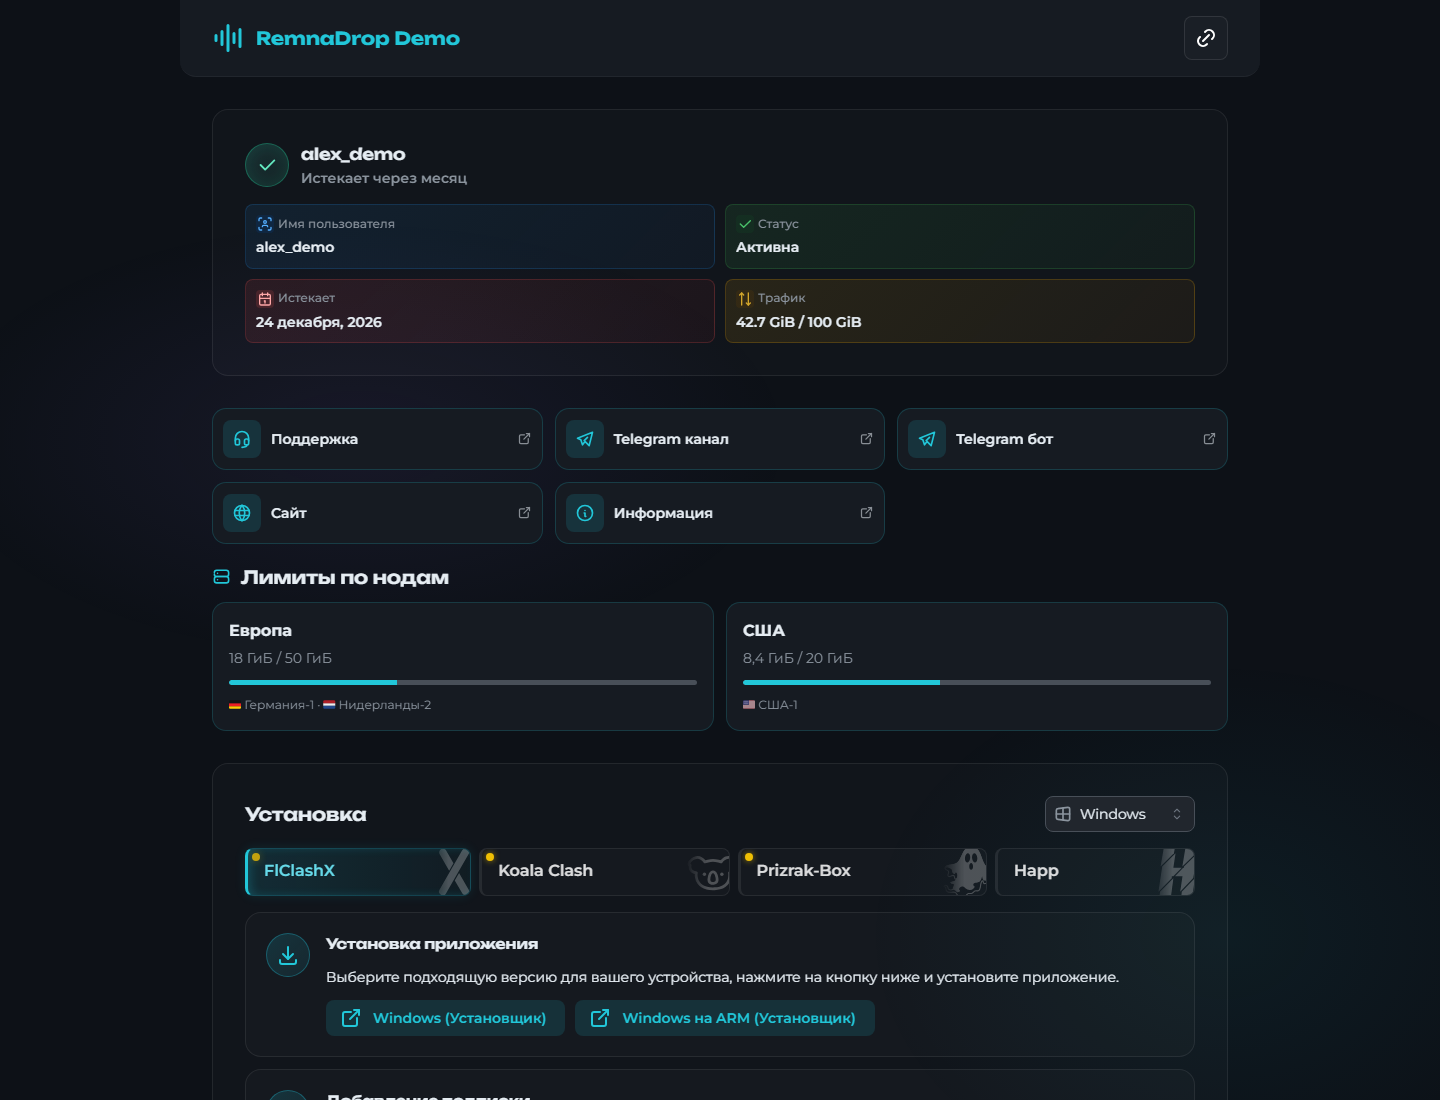 RemnaDrop Demo
alex_demo
Истекает через месяц
Имя пользователя
alex_demo
Статус
Активна
Истекает
24 декабря, 2026
Трафик
42.7 GiB / 100 GiB
Поддержка
Telegram канал
Telegram бот
Сайт
Информация
Лимиты по нодам
Европа
18 ГиБ / 50 ГиБ
Германия-1 · Нидерланды-2
США
8,4 ГиБ / 20 ГиБ
США-1
Установка
Windows
FlClashX
Koala Clash
Prizrak-Box
Happ
Установка приложения
Выберите подходящую версию для вашего устройства, нажмите на кнопку ниже и установите приложение.
Windows (Установщик)
Windows на ARM (Установщик)
Добавление подписки